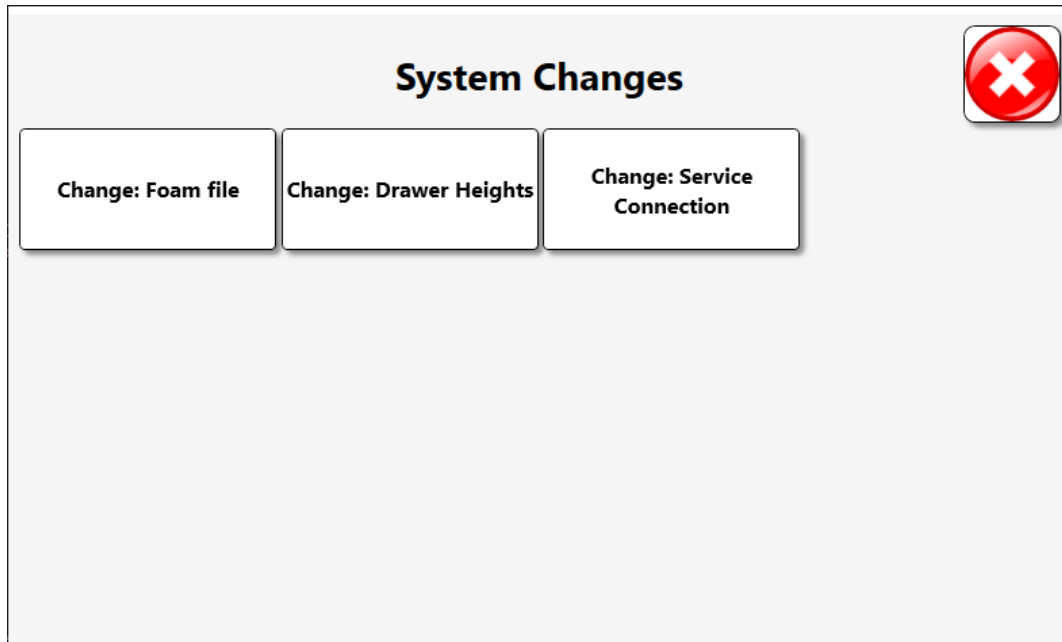 System Changes
Change: Foam file
Change: Drawer Heights
Change: Service
Connection